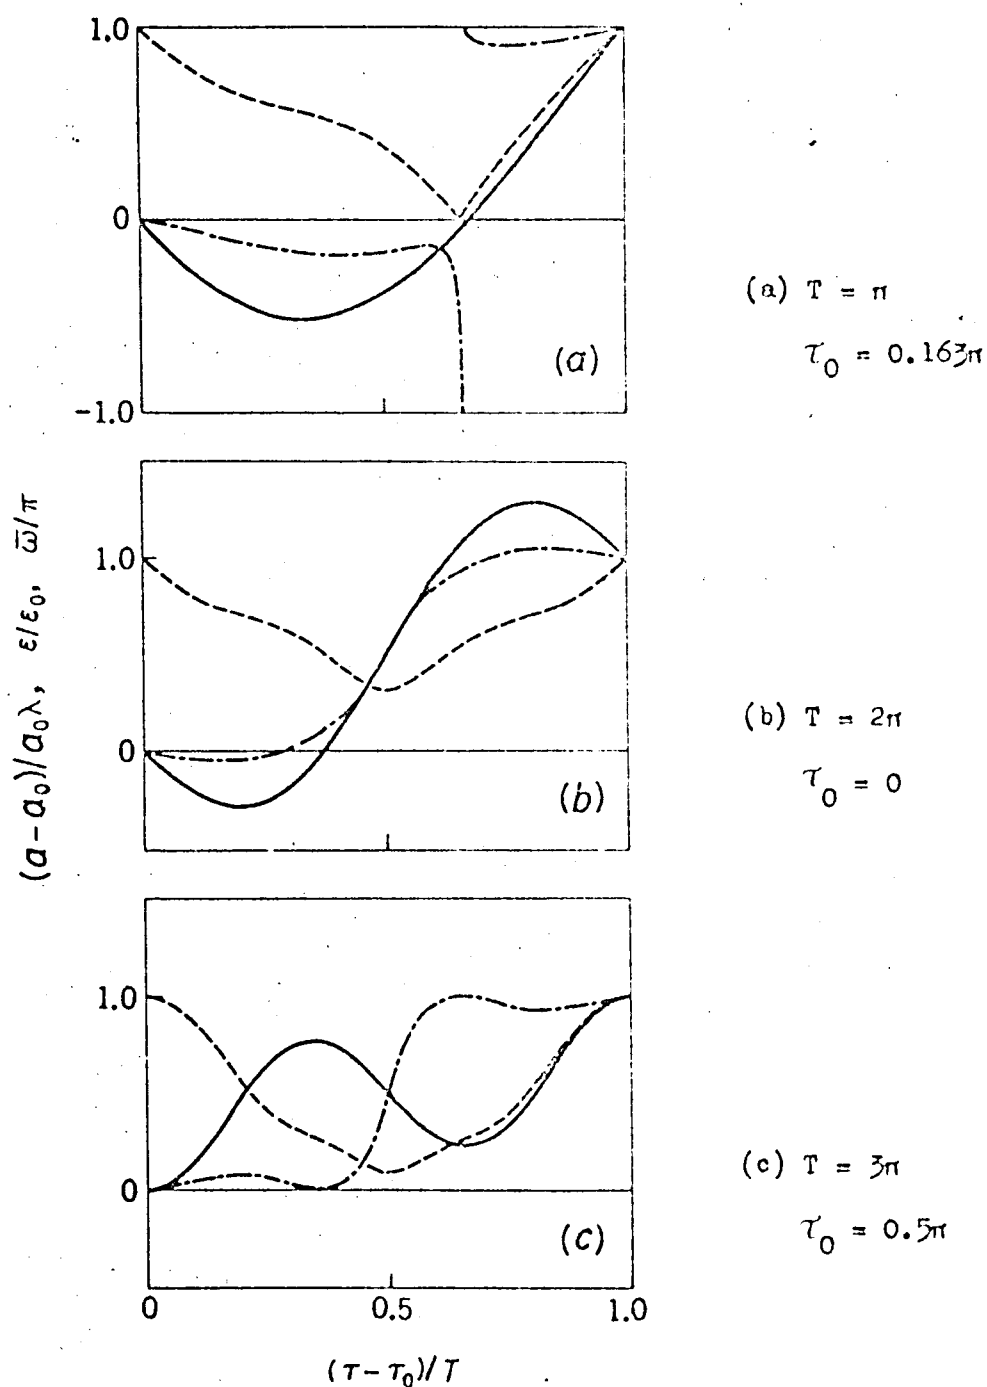 1.0
0
-1.0
(a)
(a) T = π
τ0 = 0.163π
1.0
0
(b)
(b) T = 2π
τ0 = 0
(a-a0)/a0λ, ε/ε0, ω̄/π
1.0
0
(c)
(c) T = 3π
τ0 = 0.5π
0 0.5 1.0
(τ-τ0)/T